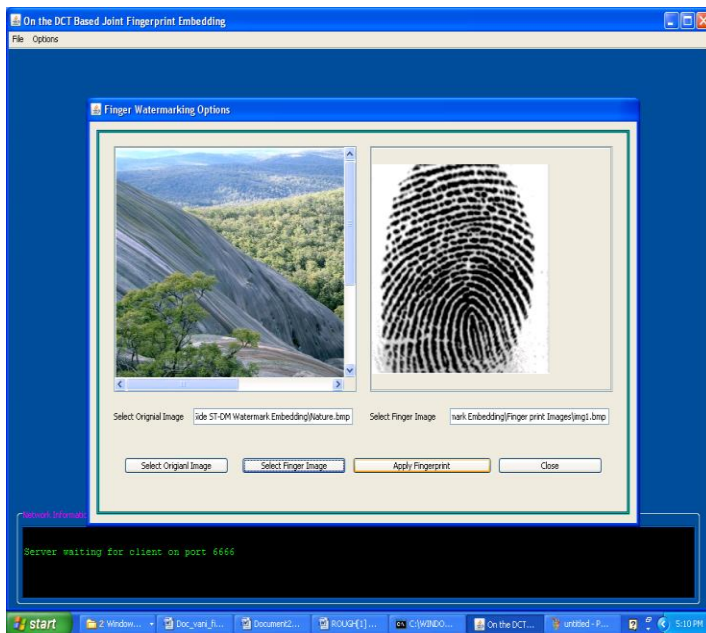 On the DCT Based Joint Fingerprint Embedding
File Options
Finger Watermarking Options
Select Orignial Image
ide ST-DM Watermark Embedding\Nature.bmp
Select Finger Image
nark Embedding\Finger print Images\img1.bmp
Select Origianl Image
Select Finger Image
Apply Fingerprint
Close
Network Informatic
Server waiting for client on port 6666
start
2 Window...
Doc_vani_fi...
Document2...
ROUGH[1] ...
C:\WINDO...
On the DCT...
untitled - P...
5:10 PM